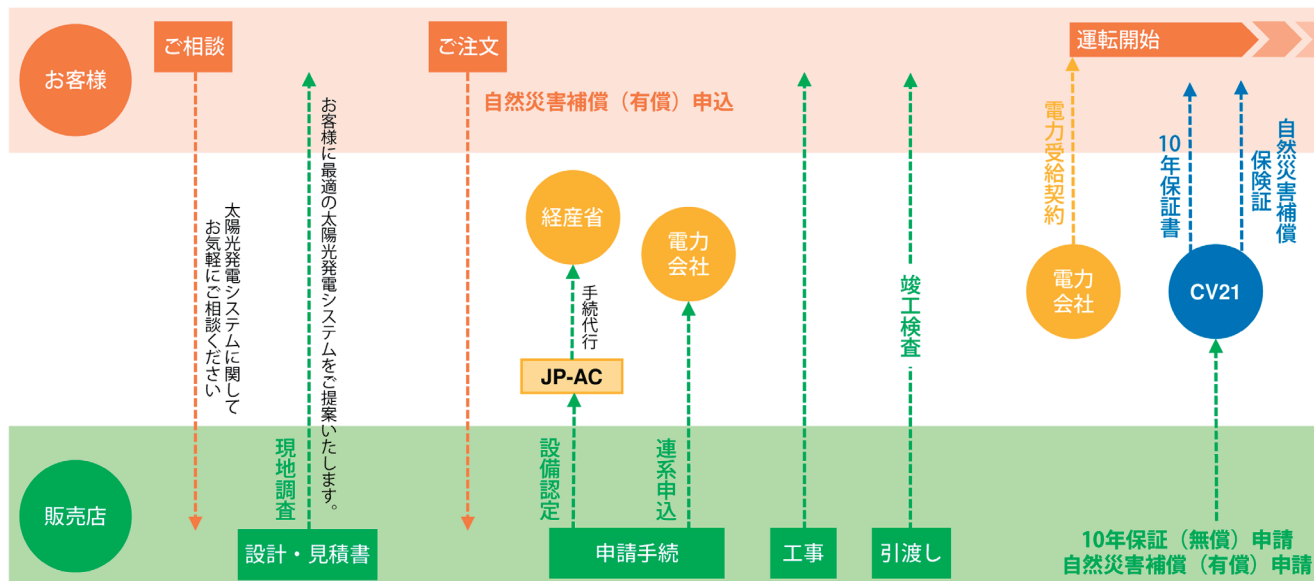 お客様
ご相談
太陽光発電システムに関して
お気軽にご相談ください
お客様に最適の太陽光発電システムをご提案いたします。
現地調査
ご注文
自然災害補償（有償）申込
経産省
手続代行
JP-AC
設備認定
電力
会社
連系申込
竣工検査
運転開始
電力受給契約
電力
会社
10年保証書
自然災害補償
保険証
CV21
販売店
設計・見積書
申請手続
工事
引渡し
10年保証（無償）申請
自然災害補償（有償）申請